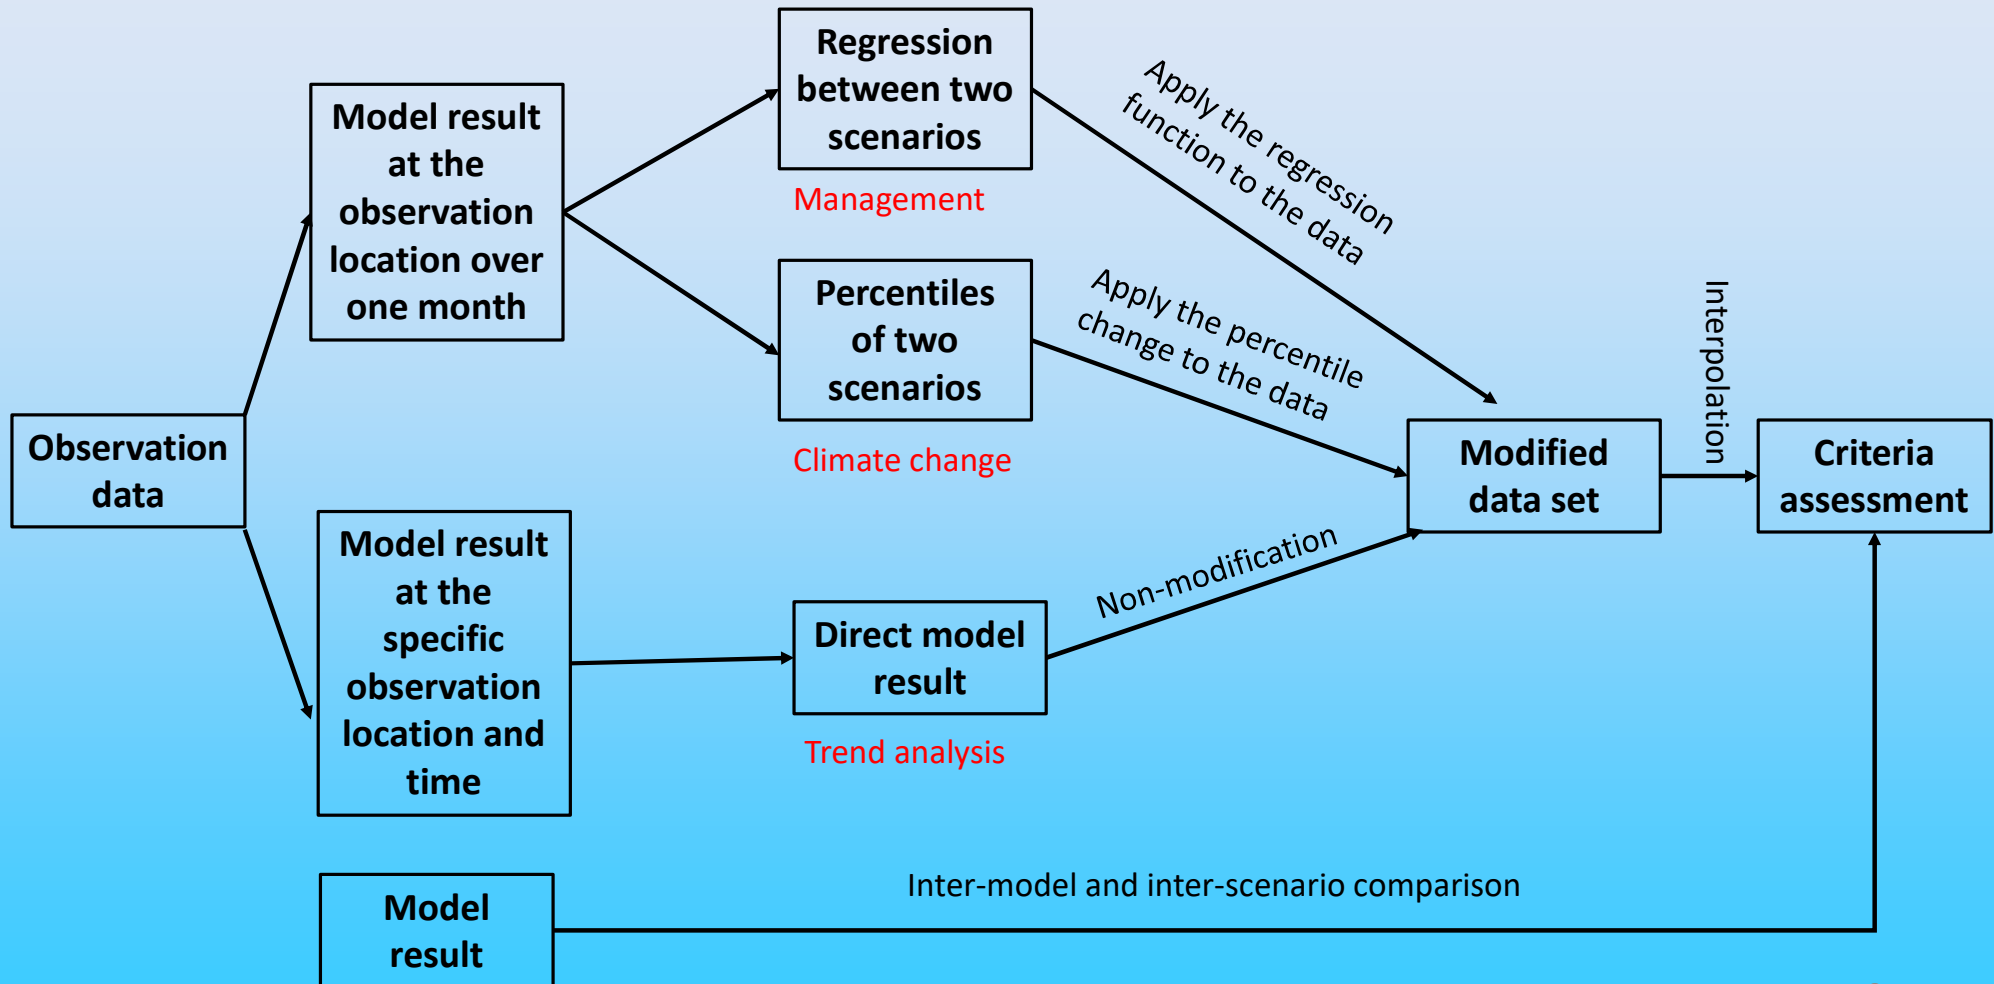 Regression
between two
scenarios
Management
Apply the regression
function to the data
Model result
at the
observation
location over
one month
Percentiles
of two
scenarios
Climate change
Apply the percentile
change to the data
Interpolation
Observation
data
Modified
data set
Criteria
assessment
Model result
at the
specific
observation
location and
time
Direct model
result
Trend analysis
Non-modification
Model
result
Inter-model and inter-scenario comparison